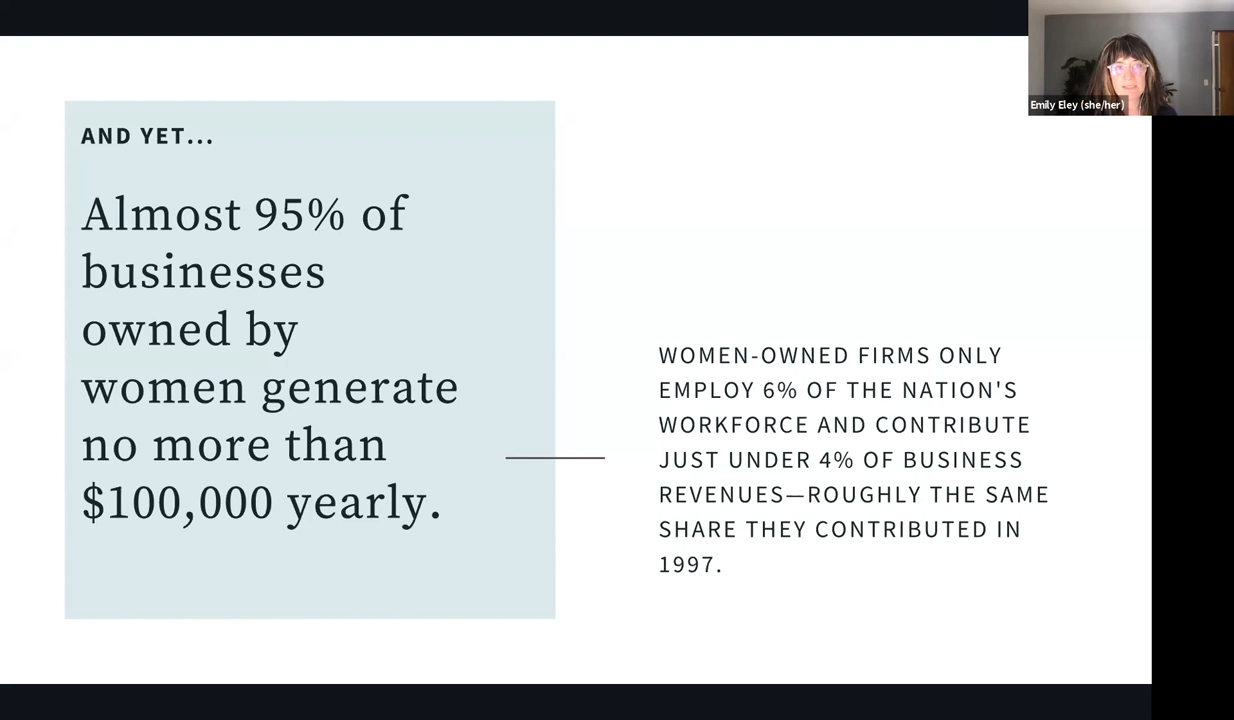 AND YET...
Almost 95% of
businesses
owned by
women generate
no more than
$100,000 yearly.
WOMEN-OWNED FIRMS ONLY
EMPLOY 6% OF THE NATION'S
WORKFORCE AND CONTRIBUTE
JUST UNDER 4% OF BUSINESS
REVENUES—ROUGHLY THE SAME
SHARE THEY CONTRIBUTED IN
1997.
Emily Eley (she/her)